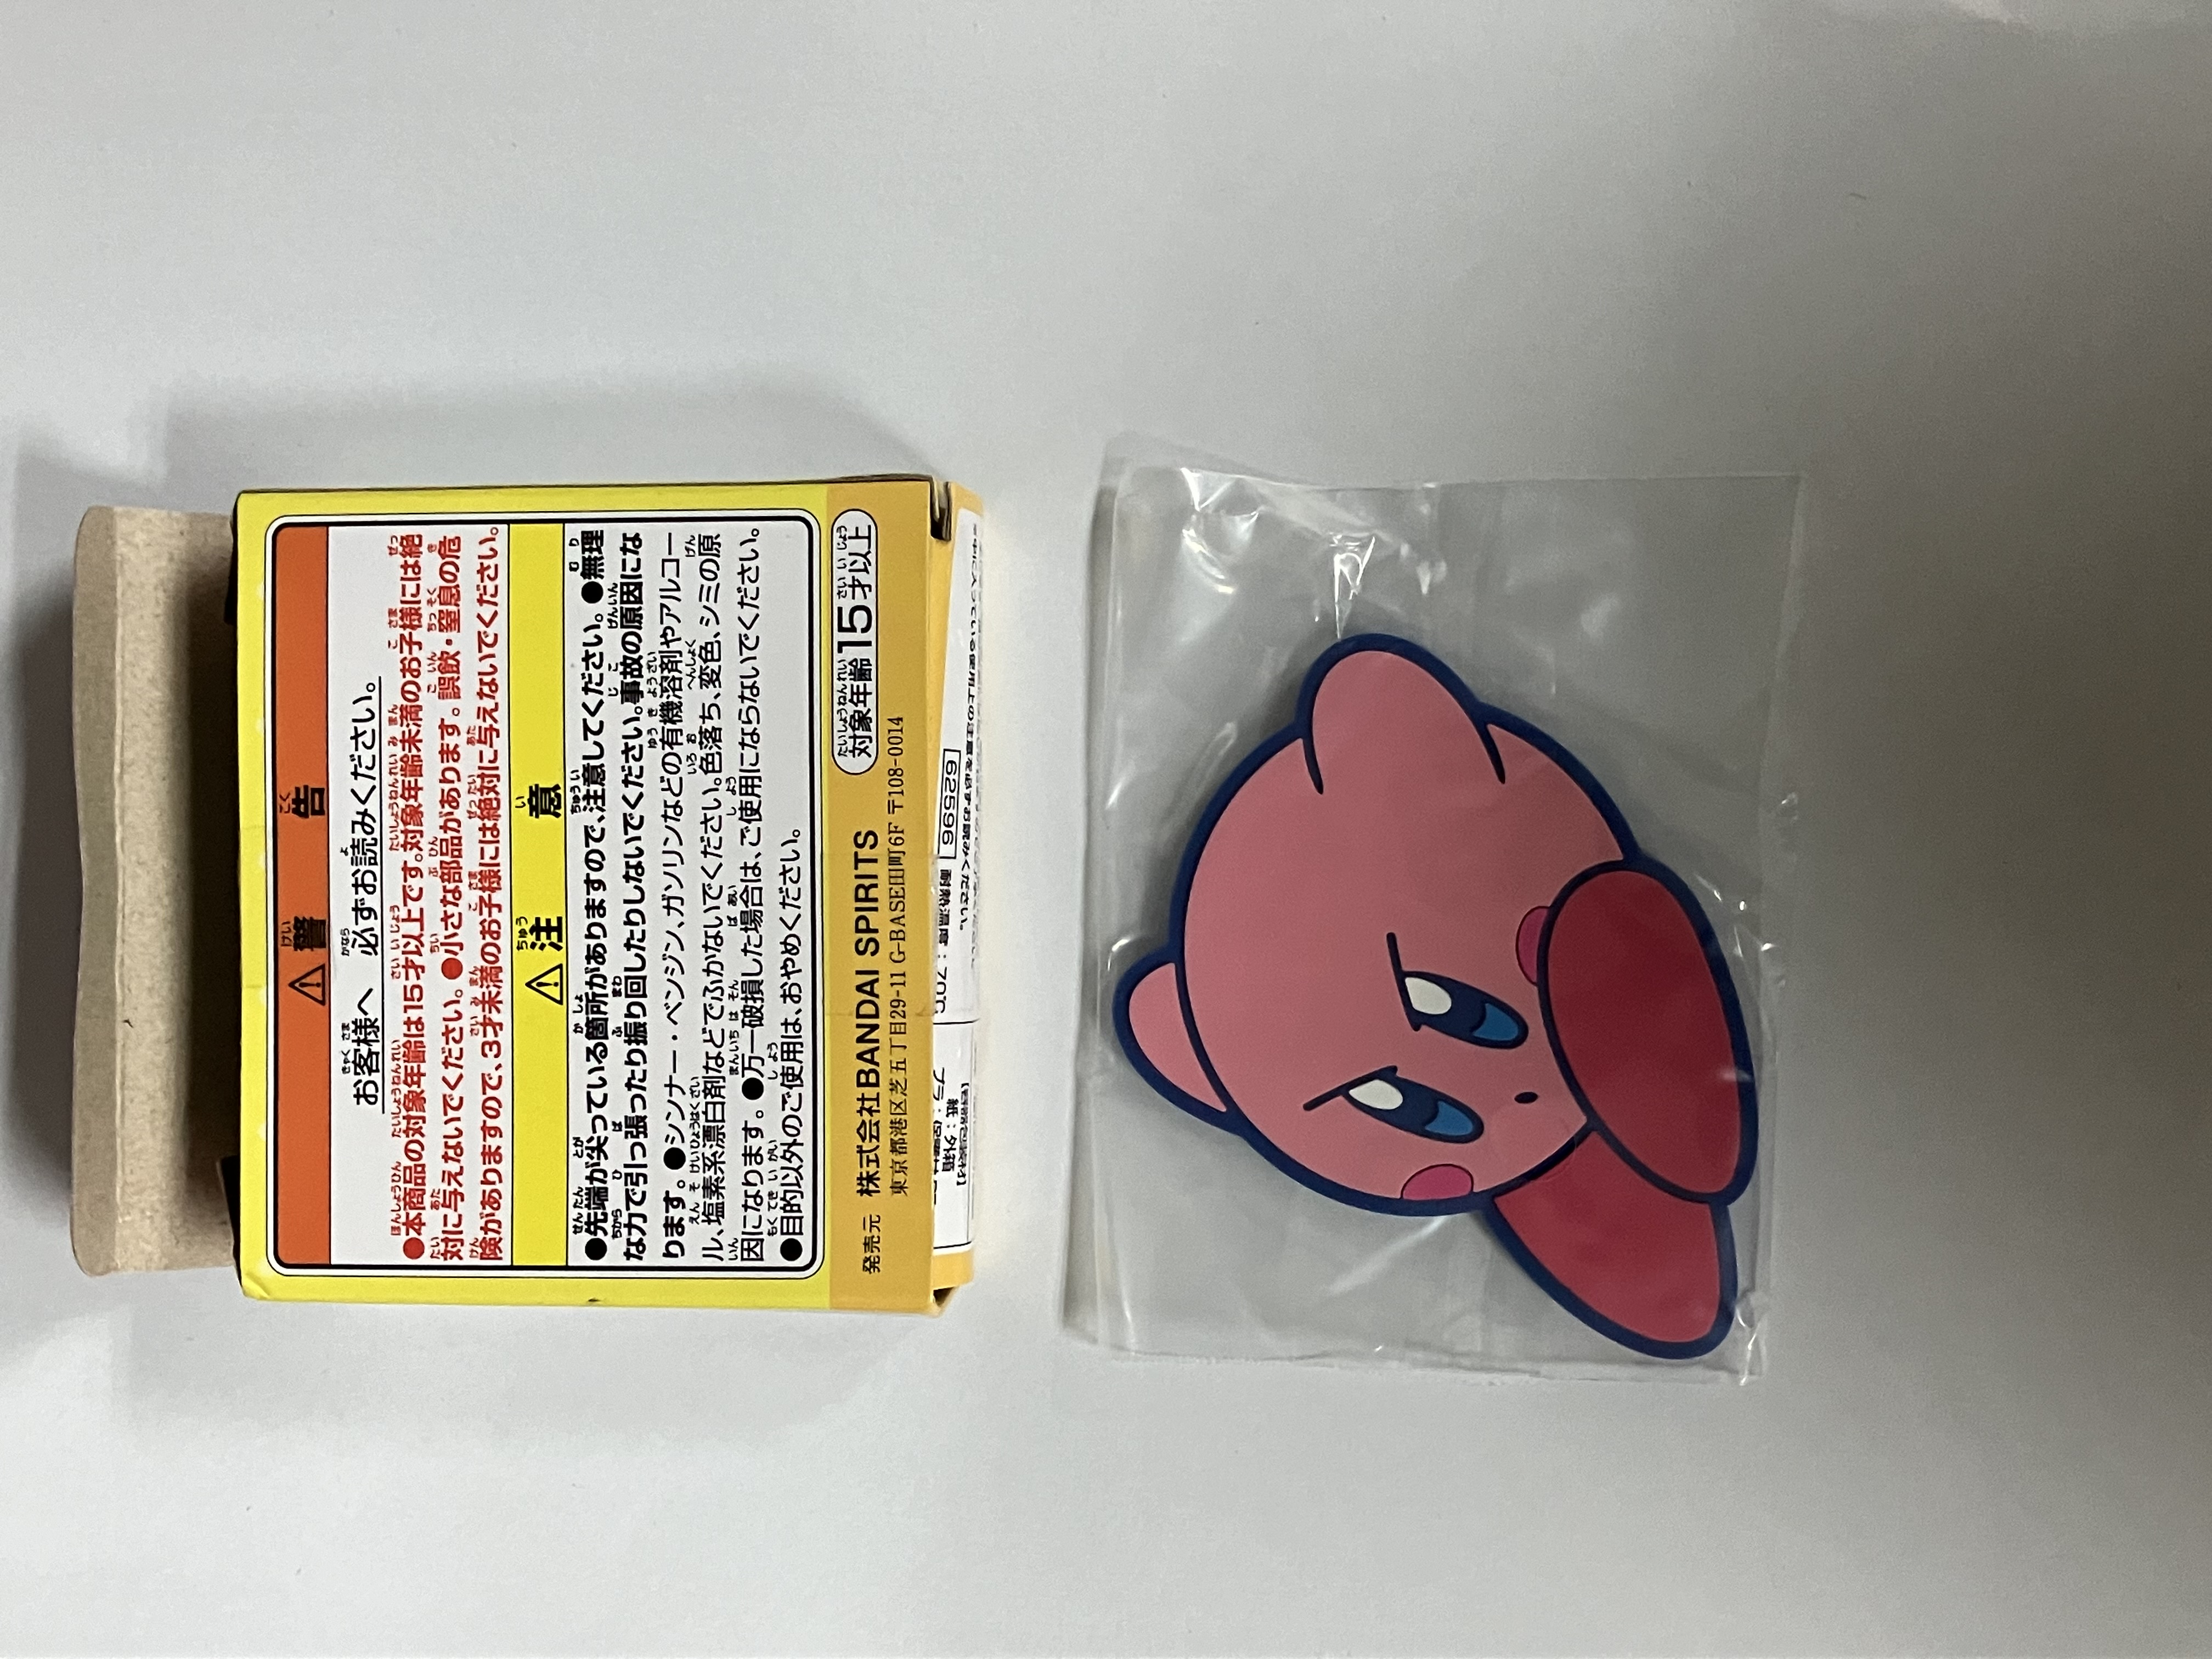 警告
お客様へ 必ずお読みください。
●本商品の対象年齢は15才以上です。対象年齢未満のお子様には絶
対に与えないでください。●小さな部品があります。誤飲・窒息の危
険がありますので、3才未満のお子様には絶対に与えないでください。
注意
●先端が尖っている箇所がありますので、注意してください。●無理
な力で引っ張ったり振り回したりしないでください。事故の原因にな
ります。●シンナー・ベンジン、ガソリンなどの有機溶剤やアルコー
ル、塩素系漂白剤などでふかないでください。色落ち、変色、シミの原
因になります。●万一破損した場合は、ご使用にならないでください。
●目的以外のご使用は、おやめください。
対象年齢15才以上
発売元 株式会社BANDAI SPIRITS
東京都港区芝五丁目29-11 G-BASE田町6F 〒108-0014
62596
耐熱温度:70℃
紙:外箱